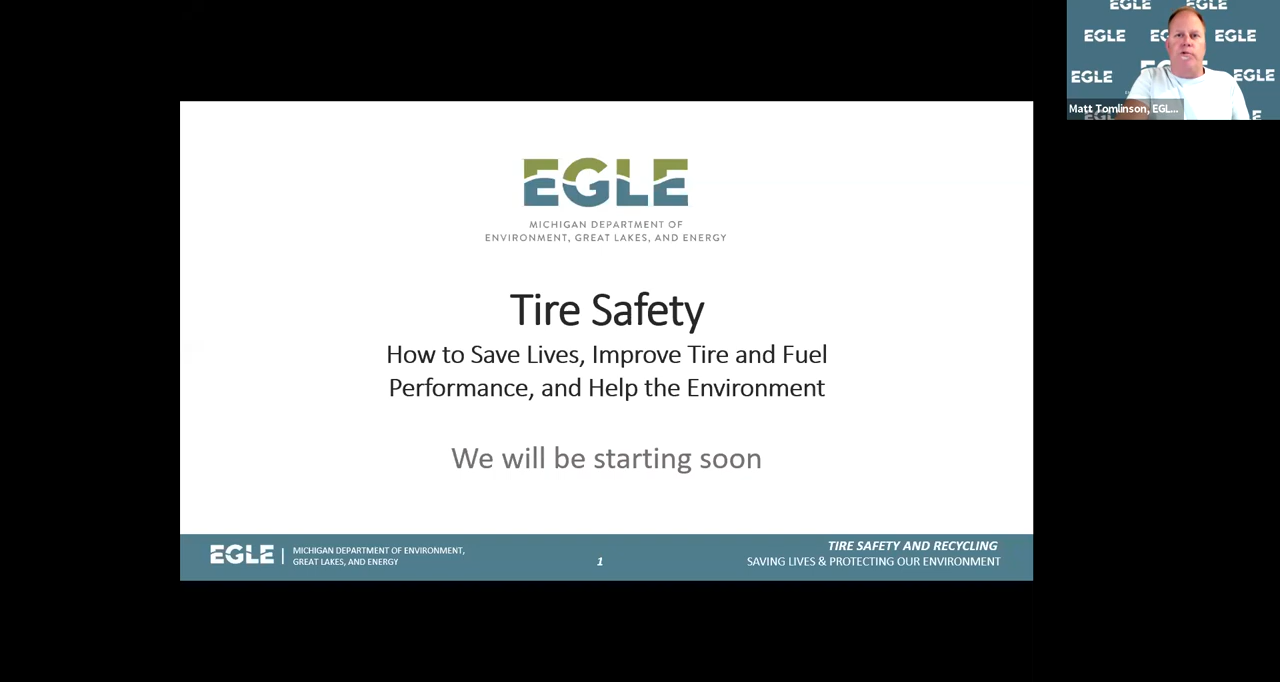 EGLE
MICHIGAN DEPARTMENT OF
ENVIRONMENT, GREAT LAKES, AND ENERGY
Tire Safety
How to Save Lives, Improve Tire and Fuel
Performance, and Help the Environment
We will be starting soon
EGLE
MICHIGAN DEPARTMENT OF ENVIRONMENT,
GREAT LAKES, AND ENERGY
1
TIRE SAFETY AND RECYCLING
SAVING LIVES & PROTECTING OUR ENVIRONMENT
EGLE EGLE
EGLE EGLE
EGLE EGLE
Matt Tomlinson, EGL...